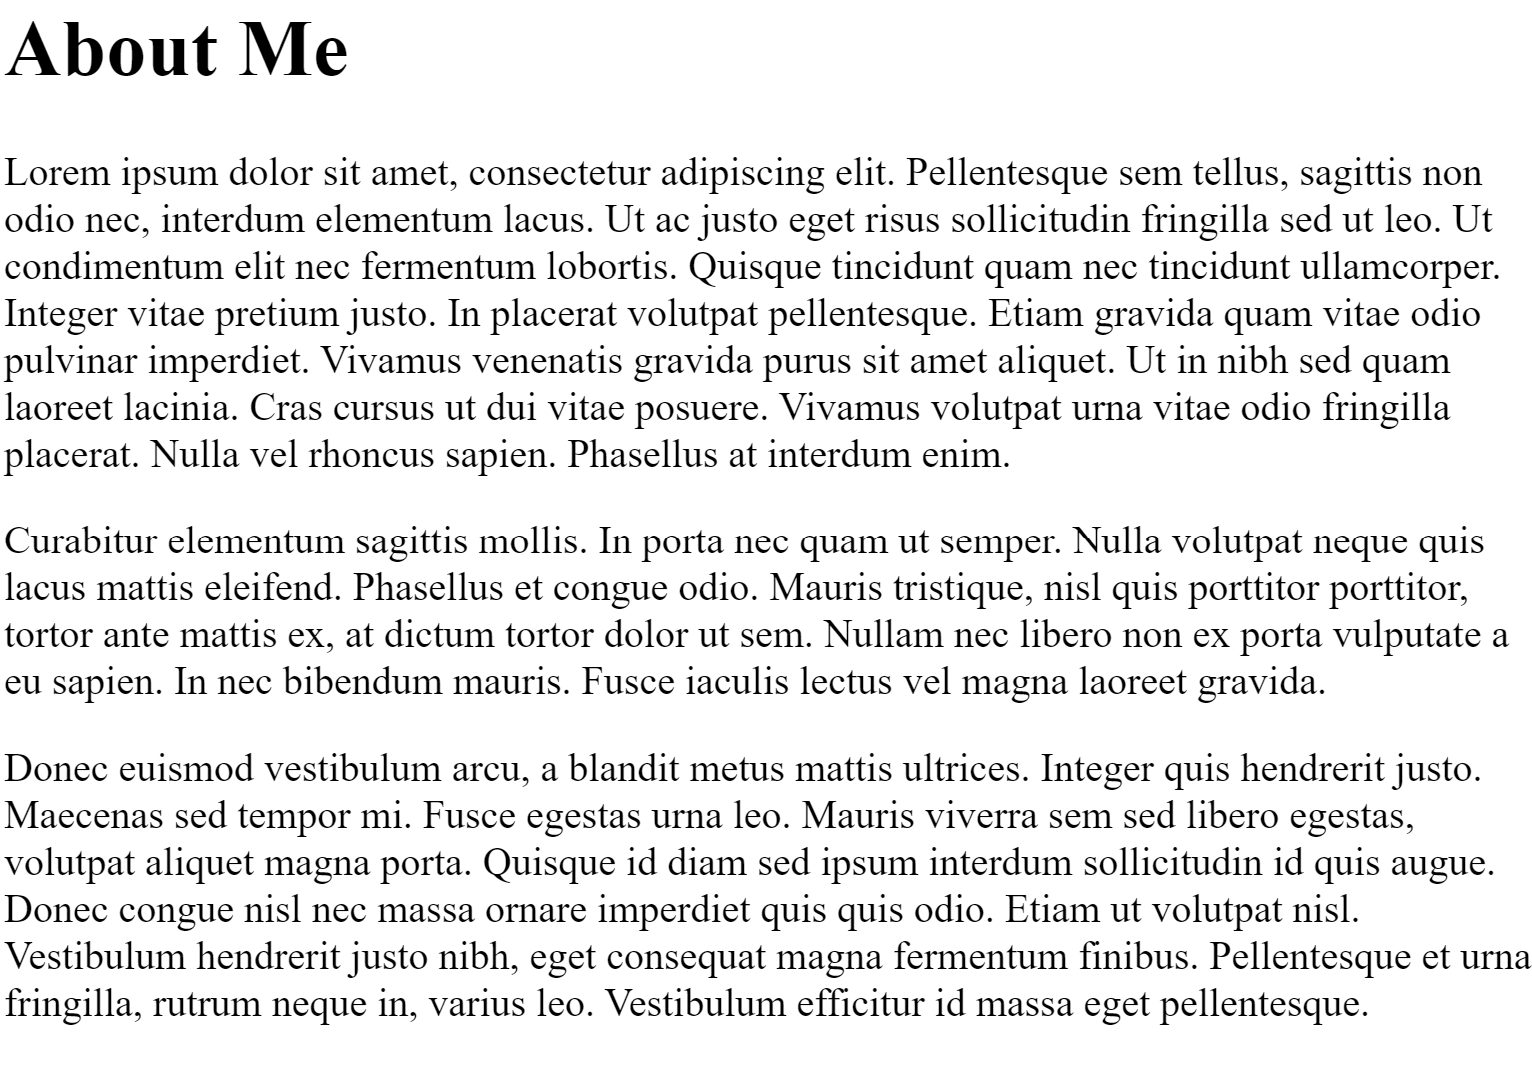 About Me
Lorem ipsum dolor sit amet, consectetur adipiscing elit. Pellentesque sem tellus, sagittis non
odio nec, interdum elementum lacus. Ut ac justo eget risus sollicitudin fringilla sed ut leo. Ut
condimentum elit nec fermentum lobortis. Quisque tincidunt quam nec tincidunt ullamcorper.
Integer vitae pretium justo. In placerat volutpat pellentesque. Etiam gravida quam vitae odio
pulvinar imperdiet. Vivamus venenatis gravida purus sit amet aliquet. Ut in nibh sed quam
laoreet lacinia. Cras cursus ut dui vitae posuere. Vivamus volutpat urna vitae odio fringilla
placerat. Nulla vel rhoncus sapien. Phasellus at interdum enim.
Curabitur elementum sagittis mollis. In porta nec quam ut semper. Nulla volutpat neque quis
lacus mattis eleifend. Phasellus et congue odio. Mauris tristique, nisl quis porttitor porttitor,
tortor ante mattis ex, at dictum tortor dolor ut sem. Nullam nec libero non ex porta vulputate a
eu sapien. In nec bibendum mauris. Fusce iaculis lectus vel magna laoreet gravida.
Donec euismod vestibulum arcu, a blandit metus mattis ultrices. Integer quis hendrerit justo.
Maecenas sed tempor mi. Fusce egestas urna leo. Mauris viverra sem sed libero egestas,
volutpat aliquet magna porta. Quisque id diam sed ipsum interdum sollicitudin id quis augue.
Donec congue nisl nec massa ornare imperdiet quis quis odio. Etiam ut volutpat nisl.
Vestibulum hendrerit justo nibh, eget consequat magna fermentum finibus. Pellentesque et urna
fringilla, rutrum neque in, varius leo. Vestibulum efficitur id massa eget pellentesque.